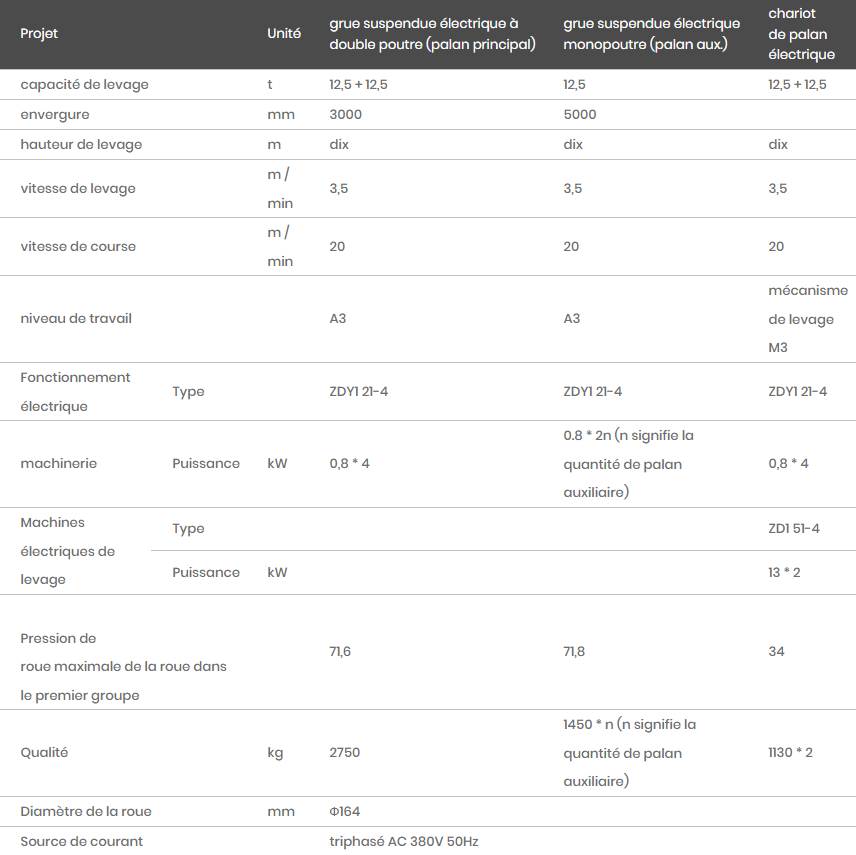 Projet Unité grue suspendue électrique à double poutre (palan principal) grue suspendue électrique monopoutre (palan aux.) chariot de palan électrique
capacité de levage t 12,5 + 12,5 12,5 12,5 + 12,5
envergure mm 3000 5000
hauteur de levage m dix dix dix
vitesse de levage m / min 3,5 3,5 3,5
vitesse de course m / min 20 20 20
niveau de travail A3 A3 mécanisme de levage M3
Fonctionnement électrique Type ZDY1 21-4 ZDY1 21-4 ZDY1 21-4
machinerie Puissance kW 0,8 * 4 0.8 * 2n (n signifie la quantité de palan auxiliaire) 0,8 * 4
Machines électriques de levage Type ZD1 51-4
Puissance kW 13 * 2
Pression de roue maximale de la roue dans le premier groupe 71,6 71,8 34
Qualité kg 2750 1450 * n (n signifie la quantité de palan auxiliaire) 1130 * 2
Diamètre de la roue mm Φ164
Source de courant triphasé AC 380V 50Hz